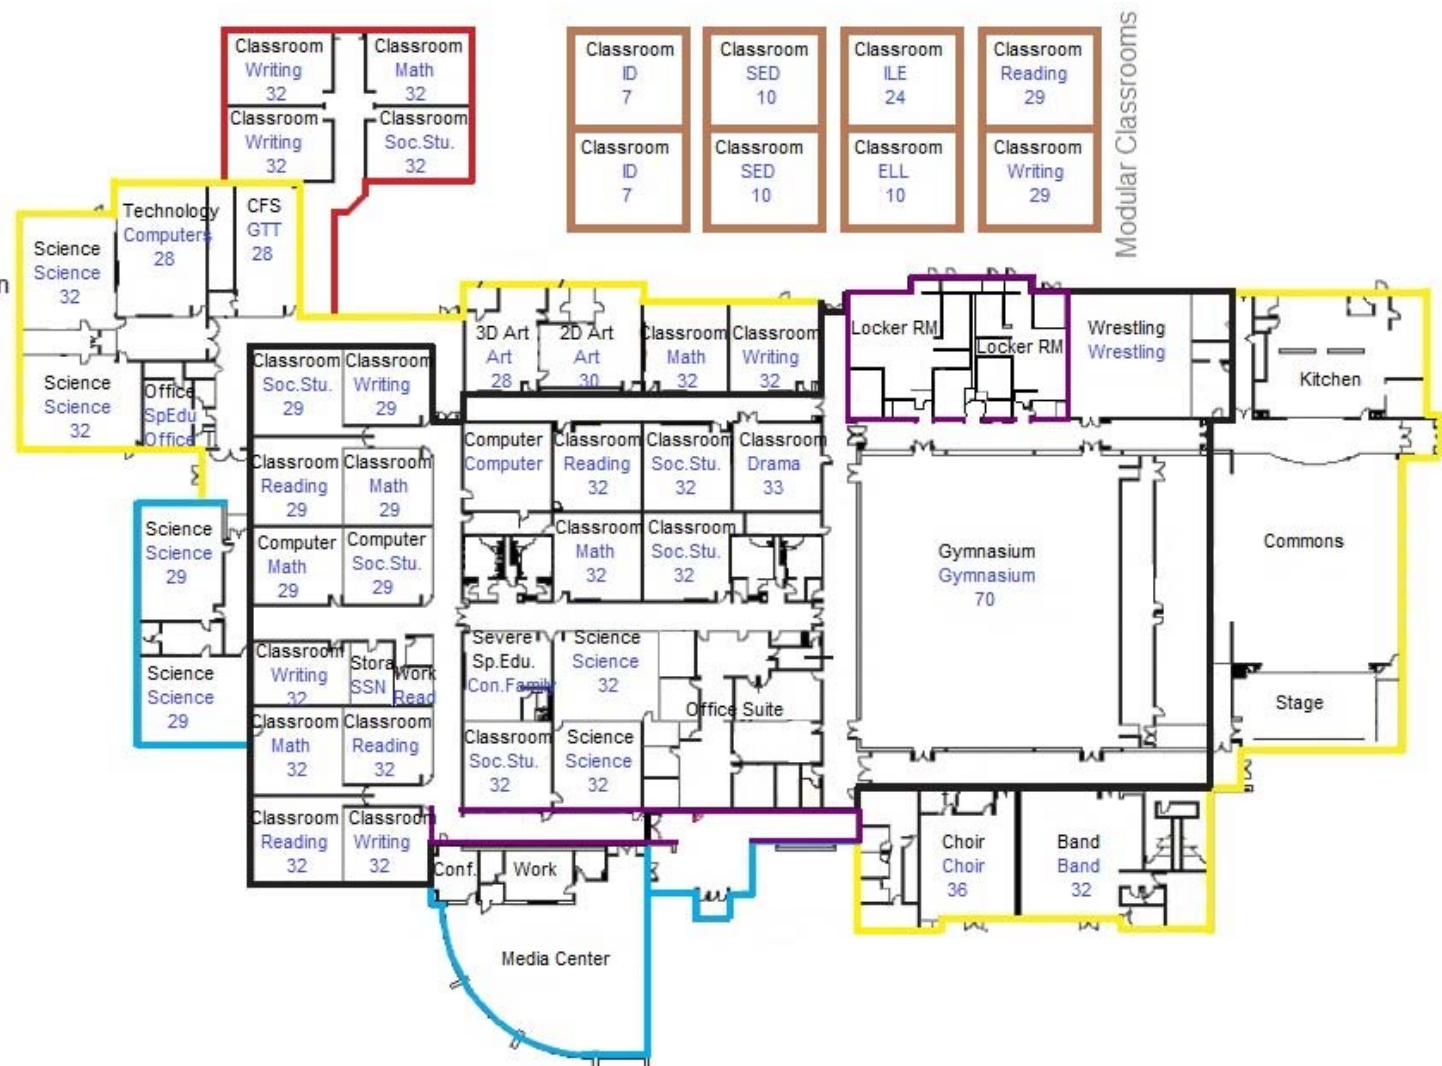 Classroom
Writing
32
Classroom
Math
32
Classroom
Writing
32
Classroom
Soc.Stu.
32
Classroom
ID
7
Classroom
SED
10
Classroom
ILE
24
Classroom
Reading
29
Classroom
ID
7
Classroom
SED
10
Classroom
ELL
10
Classroom
Writing
29
Modular Classrooms
Technology
Computers
28
CFS
GTT
28
Science
Science
32
n
Science
Science
32
Office
SpEdu
Office
3D Art
Art
28
2D Art
Art
30
Classroom
Math
32
Classroom
Writing
32
Locker RM
Locker RM
Wrestling
Wrestling
Kitchen
Classroom
Soc.Stu.
29
Classroom
Writing
29
Classroom
Reading
29
Classroom
Math
29
Computer
Computer
Classroom
Reading
32
Classroom
Soc.Stu.
32
Classroom
Drama
33
Science
Science
29
Computer
Math
29
Computer
Soc.Stu.
29
Classroom
Math
32
Classroom
Soc.Stu.
32
Gymnasium
Gymnasium
70
Commons
Classroom
Writing
32
Stora
SSN
Work
Read
Severe
Sp.Edu.
Con.Family
Science
Science
32
Office Suite
Stage
Science
Science
29
Classroom
Math
32
Classroom
Reading
32
Classroom
Soc.Stu.
32
Science
Science
32
Classroom
Reading
32
Classroom
Writing
32
Conf.
Work
Choir
Choir
36
Band
Band
32
Media Center